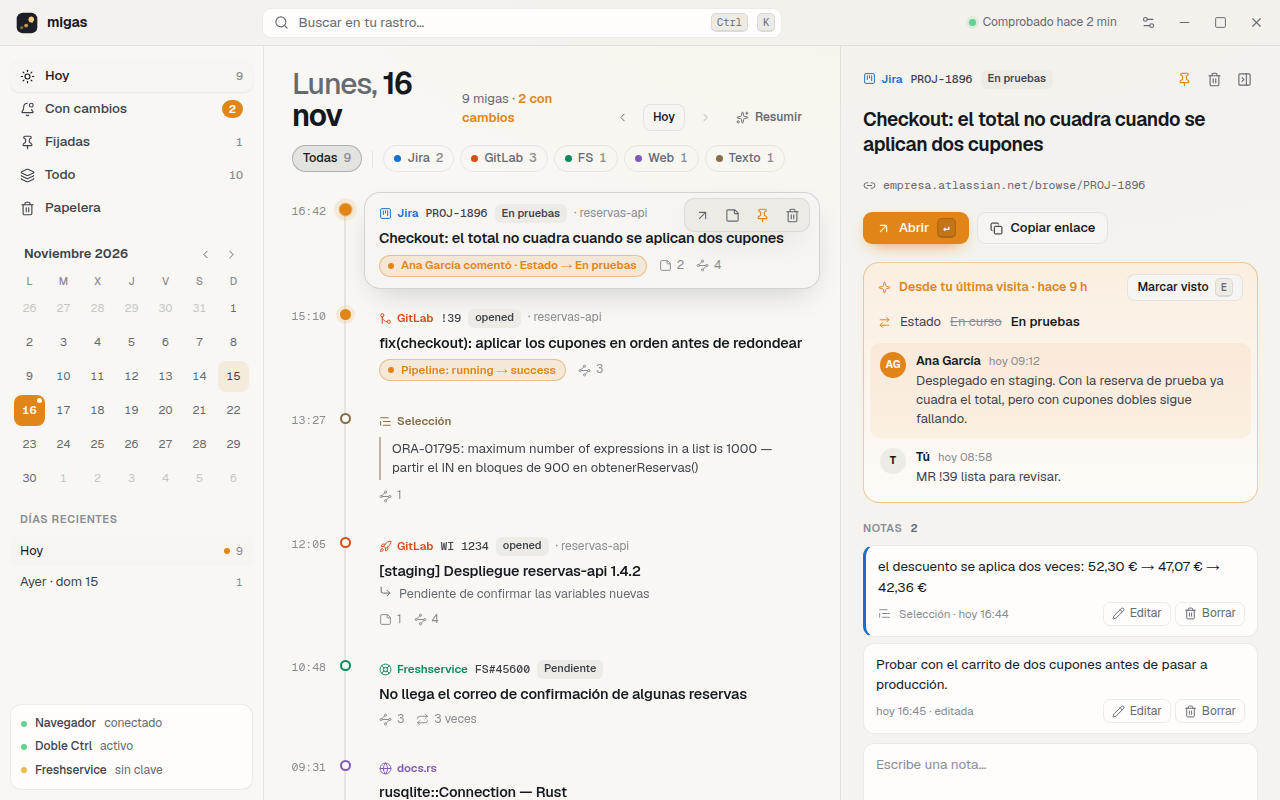 migas
Buscar en tu rastro…
Ctrl K
Comprobado hace 2 min
Hoy 9
Con cambios 2
Fijadas 1
Todo 10
Papelera
Noviembre 2026
L M X J V S D
26 27 28 29 30 31 1
2 3 4 5 6 7 8
9 10 11 12 13 14 15
16 17 18 19 20 21 22
23 24 25 26 27 28 29
30 1 2 3 4 5 6
DÍAS RECIENTES
Hoy 9
Ayer · dom 15 1
Navegador conectado
Doble Ctrl activo
Freshservice sin clave
Lunes, 16
nov
9 migas · 2 con
cambios
Hoy
Resumir
Todas 9
Jira 2
GitLab 3
FS 1
Web 1
Texto 1
16:42
Jira PROJ-1896 En pruebas · reservas-api
Checkout: el total no cuadra cuando se aplican dos cupones
Ana García comentó · Estado → En pruebas 2 4
15:10
GitLab !39 opened · reservas-api
fix(checkout): aplicar los cupones en orden antes de redondear
Pipeline: running → success 3
13:27
Selección
ORA-01795: maximum number of expressions in a list is 1000 —
partir el IN en bloques de 900 en obtenerReservas()
1
12:05
GitLab WI 1234 opened · reservas-api
[staging] Despliegue reservas-api 1.4.2
Pendiente de confirmar las variables nuevas
1 4
10:48
Freshservice FS#45600 Pendiente
No llega el correo de confirmación de algunas reservas
3 3 veces
09:31
docs.rs
rusqlite::Connection — Rust
Jira PROJ-1896 En pruebas
Checkout: el total no cuadra cuando se
aplican dos cupones
empresa.atlassian.net/browse/PROJ-1896
Abrir ↵
Copiar enlace
Desde tu última visita · hace 9 h
Marcar visto E
Estado En curso En pruebas
AG
Ana García hoy 09:12
Desplegado en staging. Con la reserva de prueba ya
cuadra el total, pero con cupones dobles sigue
fallando.
T
Tú hoy 08:58
MR !39 lista para revisar.
NOTAS 2
el descuento se aplica dos veces: 52,30 € → 47,07 € →
42,36 €
Selección · hoy 16:44
Editar Borrar
Probar con el carrito de dos cupones antes de pasar a
producción.
hoy 16:45 · editada
Editar Borrar
Escribe una nota…